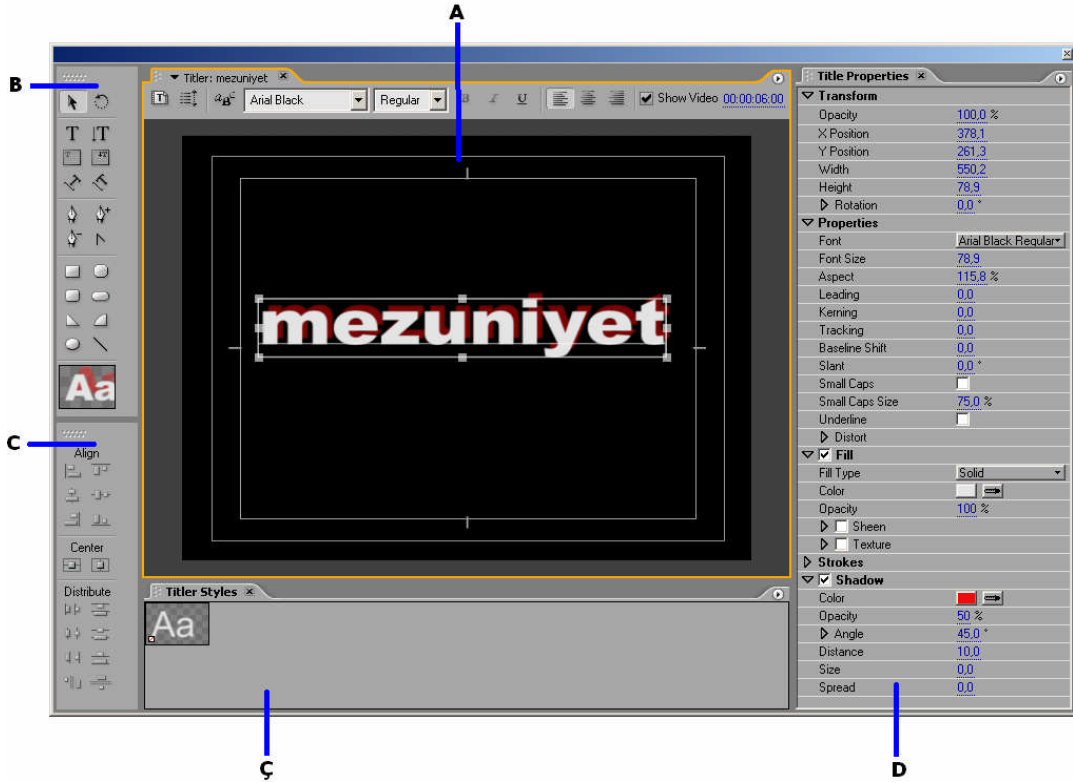 A
B
Titler: mezuniyet
Arial Black
Regular
B I U
Show Video 00:00:06:00
T IT
mezuniyet
Aa
C
Align
Center
Distribute
Titler Styles
Aa
Ç
Title Properties
Transform
Opacity 100,0 %
X Position 378,1
Y Position 261,3
Width 550,2
Height 78,9
Rotation 0,0 °
Properties
Font Arial Black Regular
Font Size 78,9
Aspect 115,8 %
Leading 0,0
Kerning 0,0
Tracking 0,0
Baseline Shift 0,0
Slant 0,0 °
Small Caps
Small Caps Size 75,0 %
Underline
Distort
Fill
Fill Type Solid
Color
Opacity 100 %
Sheen
Texture
Strokes
Shadow
Color
Opacity 50 %
Angle 45,0 °
Distance 10,0
Size 0,0
Spread 0,0
D